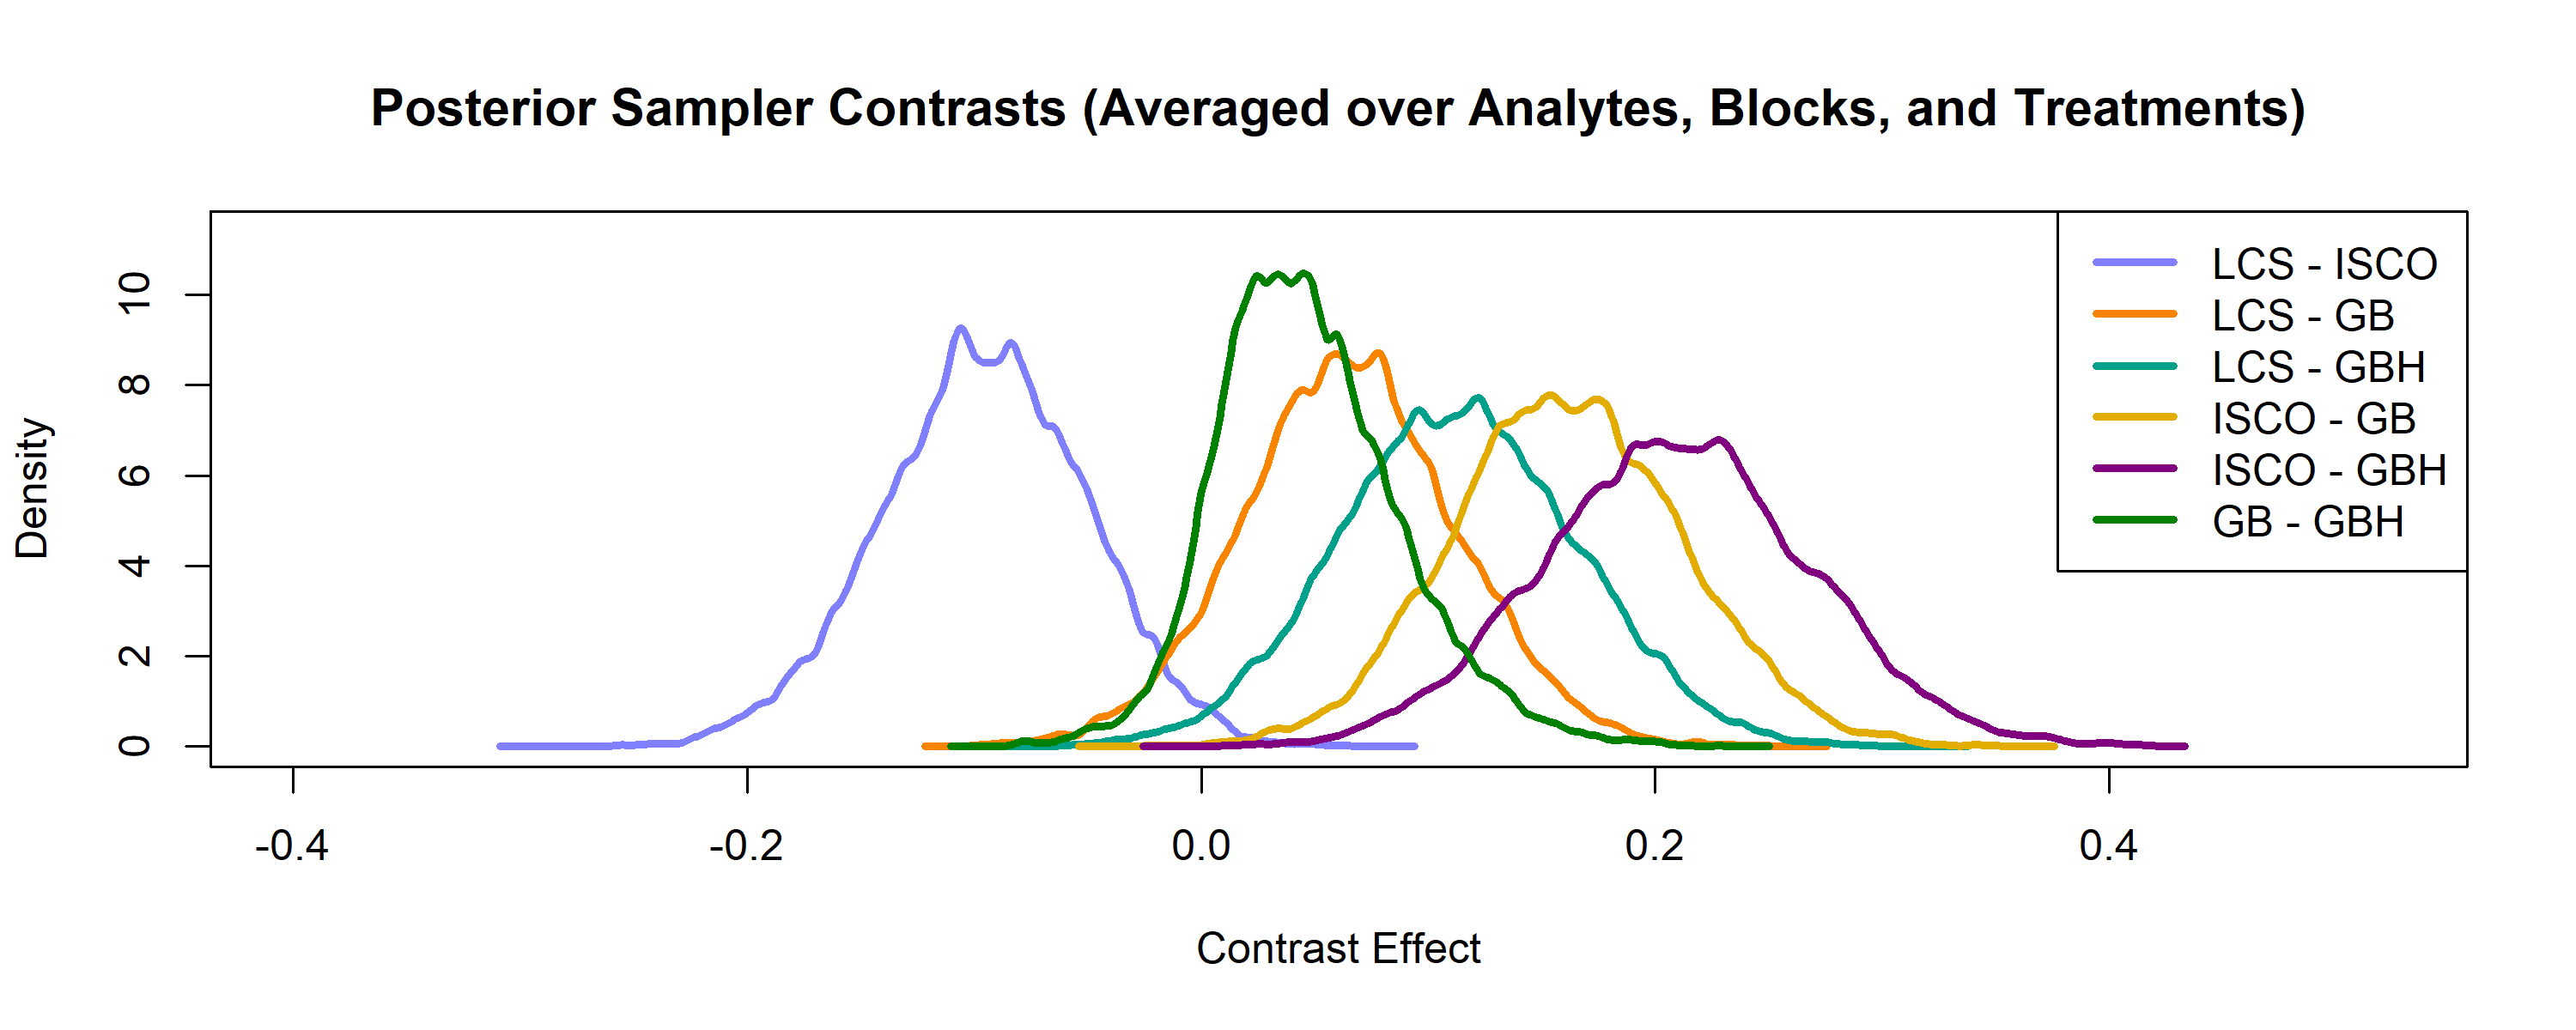 Posterior Sampler Contrasts (Averaged over Analytes, Blocks, and Treatments)
LCS - ISCO
LCS - GB
LCS - GBH
ISCO - GB
ISCO - GBH
GB - GBH
Density
10
8
6
4
2
0
-0.4 -0.2 0.0 0.2 0.4
Contrast Effect